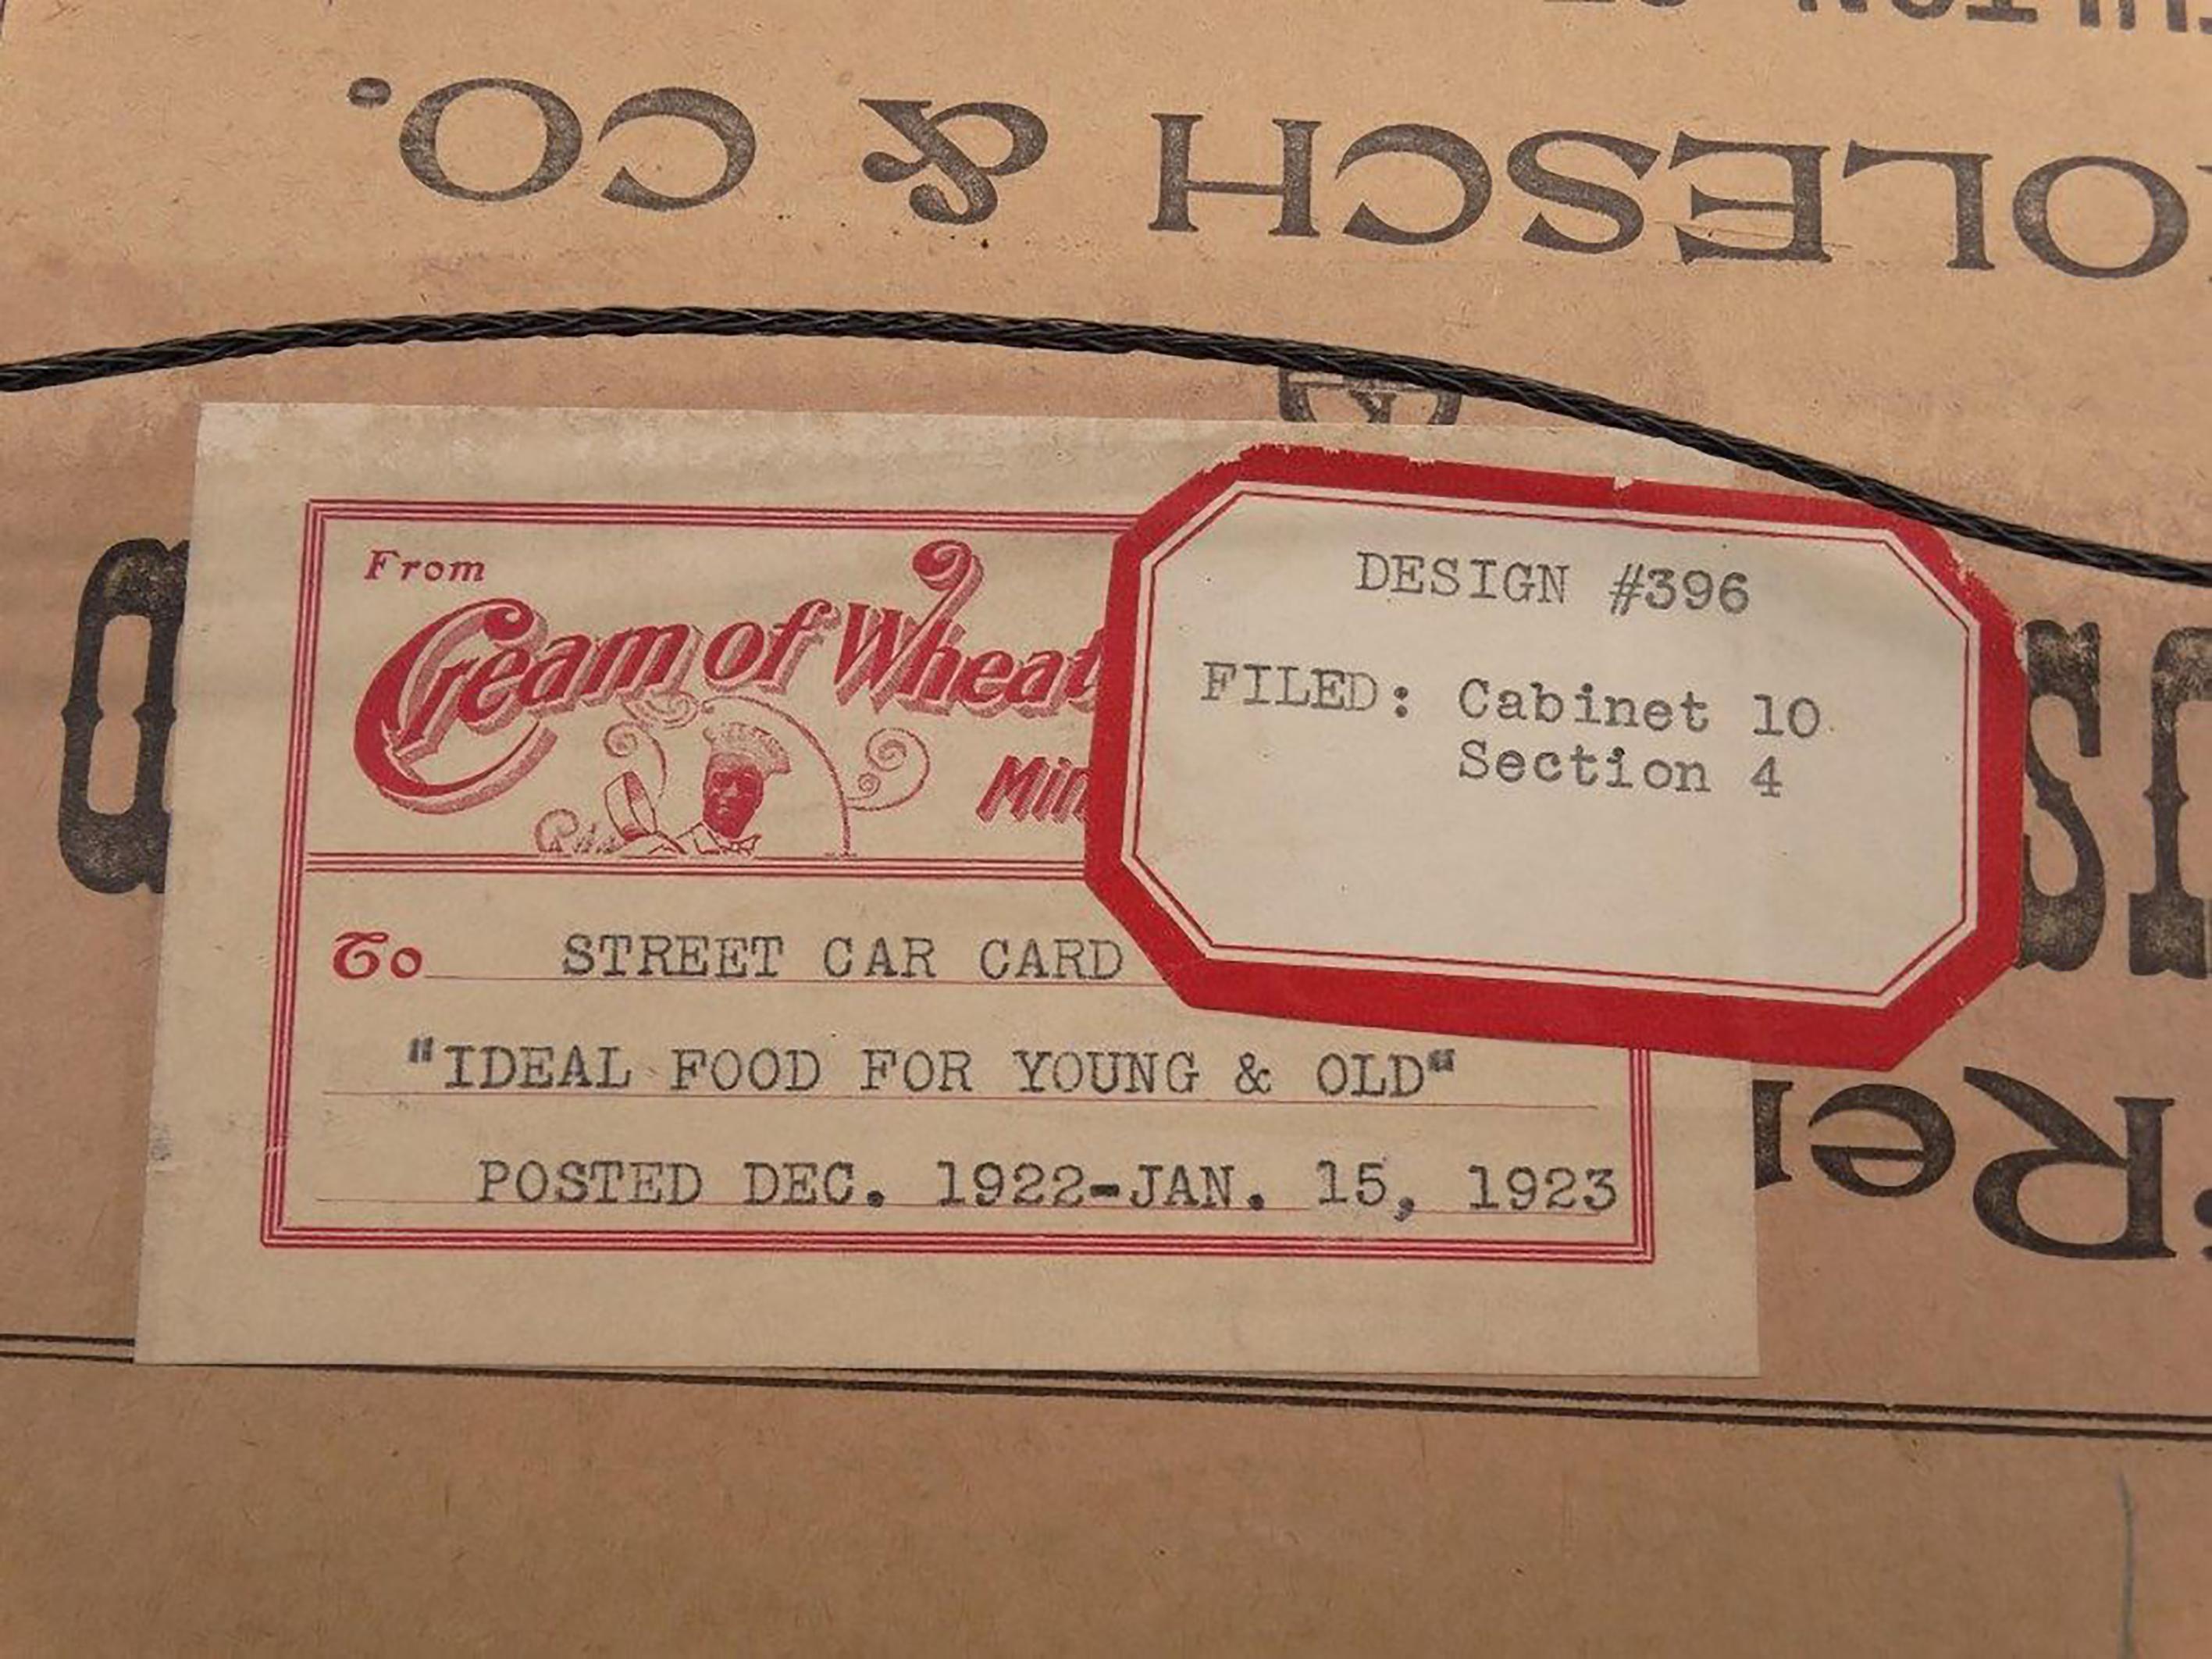 OLESCH & CO.
From
Cream of Wheat
DESIGN #396
FILED: Cabinet 10
Section 4
To STREET CAR CARD
"IDEAL FOOD FOR YOUNG & OLD"
POSTED DEC. 1922-JAN. 15, 1923